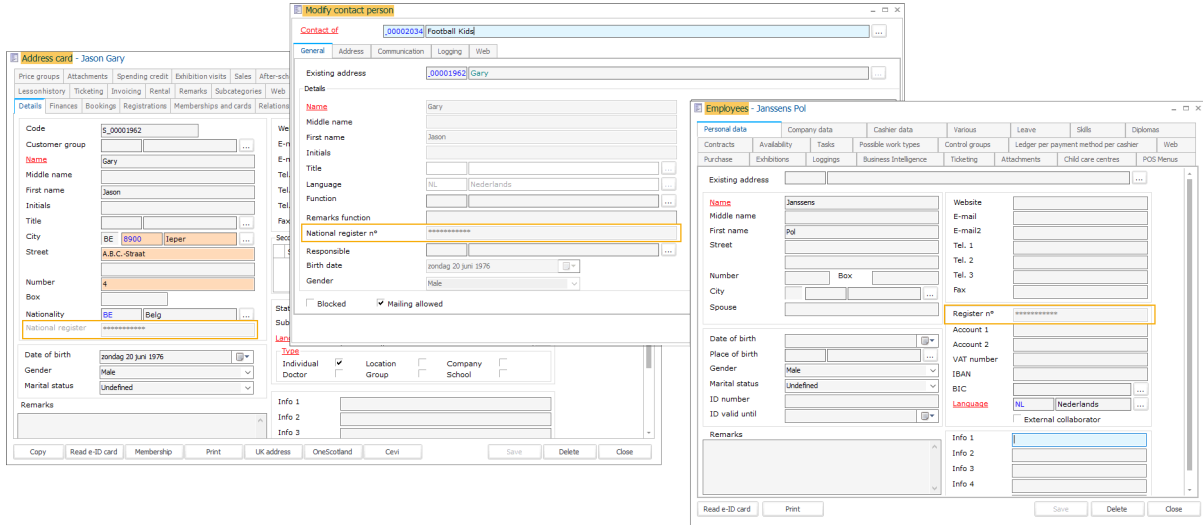 Address card - Jason Gary
Price groups Attachments Spending credit Exhibition visits Sales After-sch
Lessonhistory Ticketing Invoicing Rental Remarks Subcategories Web
Details Finances Bookings Registrations Memberships and cards Relations
Code S_00001962
Customer group ...
Name Gary
Middle name
First name Jason
Initials
Title ...
City BE 8900 Ieper ...
Street A.B.C.-Straat
Number 4
Box
Nationality BE Belg ...
National register ***********
Date of birth zondag 20 juni 1976
Gender Male
Marital status Undefined
Remarks
We
E-m
E-m
Tel.
Tel.
Tel.
Fax
Seco
S
Stat
Sub
Lan
Type
Individual Location Company
Doctor Group School
Info 1
Info 2
Info 3
Copy Read e-ID card Membership Print UK address OneScotland Cevi Save Delete Close
Modify contact person
Contact of _00002034 Football Kids ...
General Address Communication Logging Web
Existing address _00001962 Gary ...
Details
Name Gary
Middle name
First name Jason
Initials
Title ...
Language NL Nederlands ...
Function ...
Remarks function
National register n° ***********
Responsible ...
Birth date zondag 20 juni 1976
Gender Male
Blocked Mailing allowed
Employees - Janssens Pol
Personal data Company data Cashier data Various Leave Skills Diplomas
Contracts Availability Tasks Possible work types Control groups Ledger per payment method per cashier Web
Purchase Exhibitions Loggings Business Intelligence Ticketing Attachments Child care centres POS Menus
Existing address ...
Name Janssens
Middle name
First name Pol
Street
Number Box
City ...
Spouse
Date of birth
Place of birth ...
Gender Male
Marital status Undefined
ID number
ID valid until
Remarks
Website
E-mail
E-mail2
Tel. 1
Tel. 2
Tel. 3
Fax
Register n° ***********
Account 1
Account 2
VAT number
IBAN
BIC ...
Language NL Nederlands ...
External collaborator
Info 1
Info 2
Info 3
Info 4
Read e-ID card Print Save Delete Close